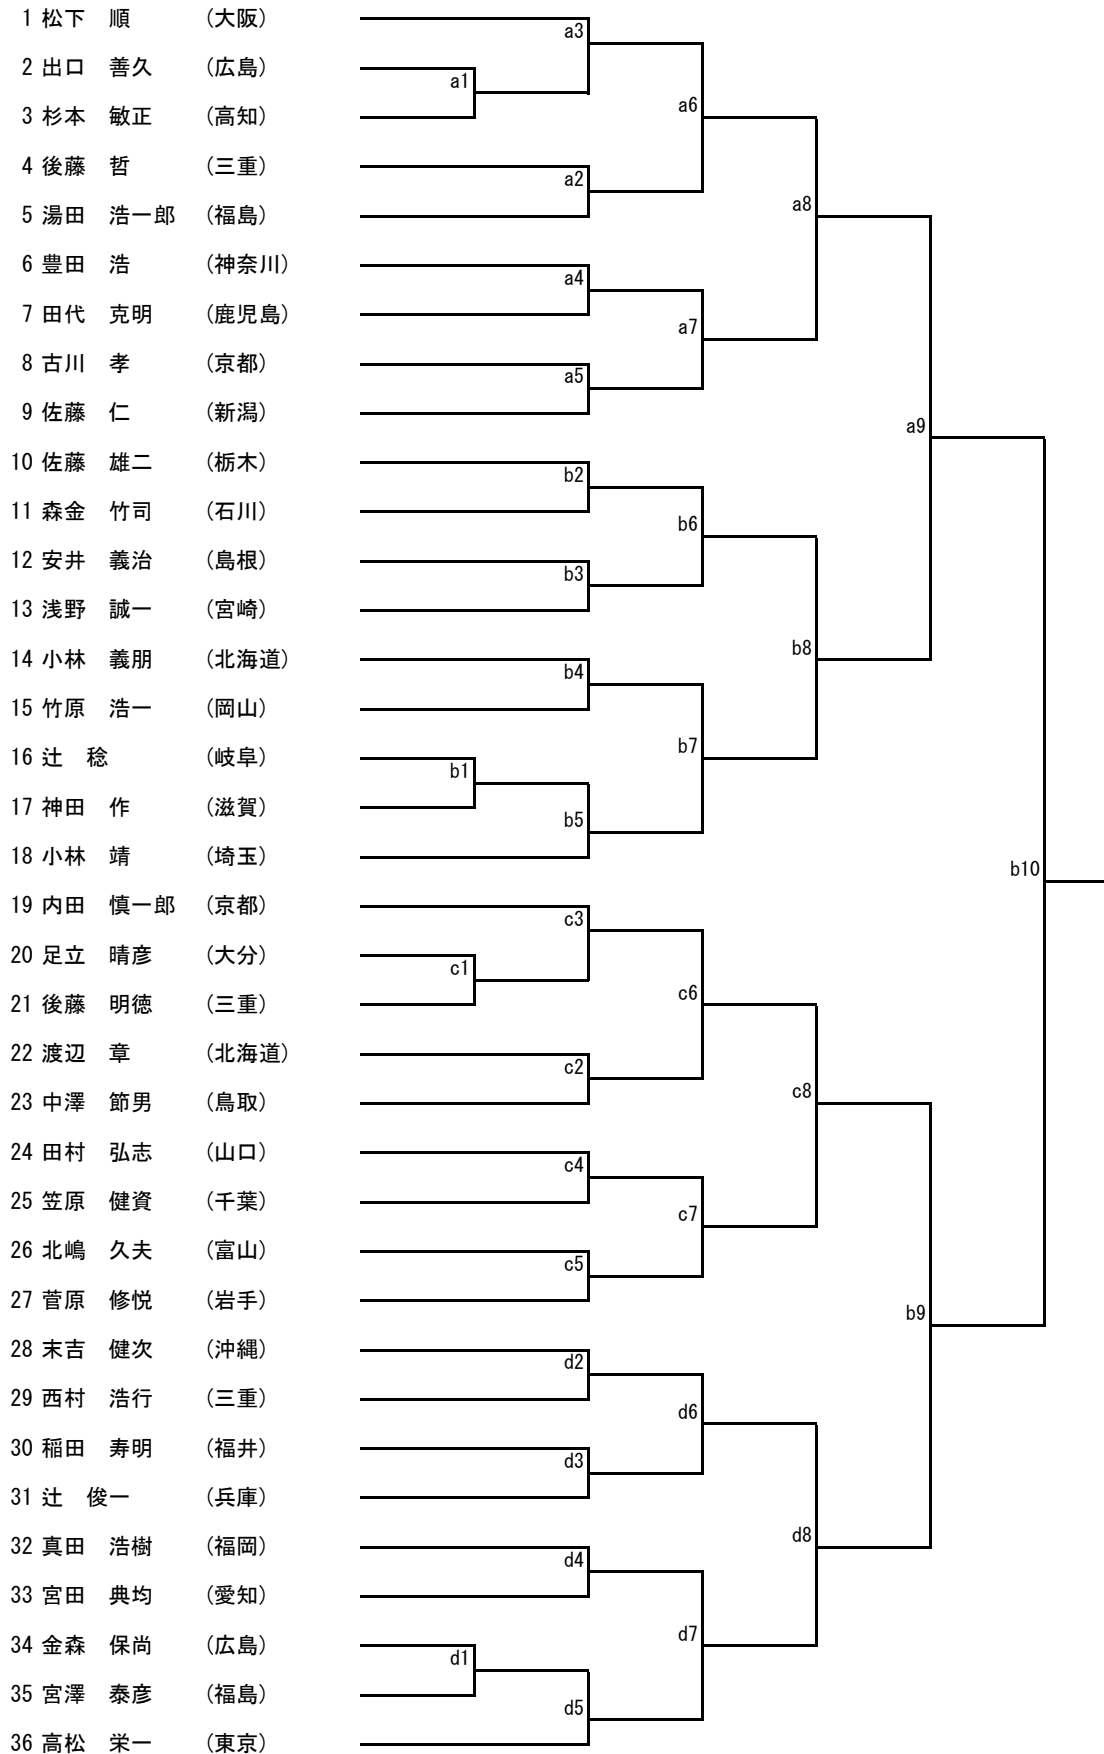 1 松下　順　（大阪）
a3
2 出口　善久　（広島）
a1
a6
3 杉本　敏正　（高知）
4 後藤　哲　（三重）
a2
a8
5 湯田　浩一郎　（福島）
6 豊田　浩　（神奈川）
a4
7 田代　克明　（鹿児島）
a7
8 古川　孝　（京都）
a5
9 佐藤　仁　（新潟）
a9
10 佐藤　雄二　（栃木）
b2
11 森金　竹司　（石川）
b6
12 安井　義治　（島根）
b3
13 浅野　誠一　（宮崎）
b8
14 小林　義朋　（北海道）
b4
15 竹原　浩一　（岡山）
b7
16 辻　稔　（岐阜）
b1
17 神田　作　（滋賀）
b5
18 小林　靖　（埼玉）
b10
19 内田　慎一郎　（京都）
c3
20 足立　晴彦　（大分）
c1
c6
21 後藤　明徳　（三重）
22 渡辺　章　（北海道）
c2
c8
23 中澤　節男　（鳥取）
24 田村　弘志　（山口）
c4
25 笠原　健資　（千葉）
c7
26 北嶋　久夫　（富山）
c5
27 菅原　修悦　（岩手）
b9
28 末吉　健次　（沖縄）
d2
29 西村　浩行　（三重）
d6
30 稲田　寿明　（福井）
d3
31 辻　俊一　（兵庫）
d8
32 真田　浩樹　（福岡）
d4
33 宮田　典均　（愛知）
d7
34 金森　保尚　（広島）
d1
35 宮澤　泰彦　（福島）
d5
36 高松　栄一　（東京）